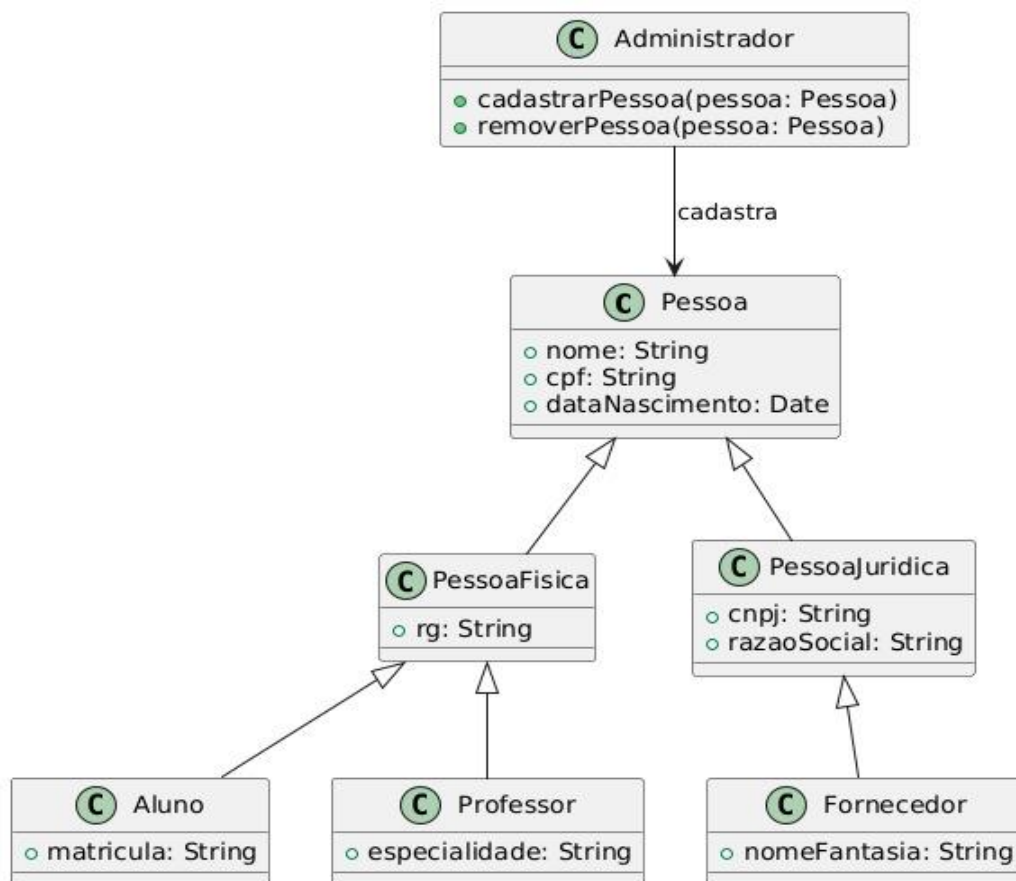 C Administrador
cadastrarPessoa(pessoa: Pessoa)
removerPessoa(pessoa: Pessoa)
cadastra
C Pessoa
nome: String
cpf: String
dataNascimento: Date
C PessoaFisica
rg: String
C PessoaJuridica
cnpj: String
razaoSocial: String
C Aluno
matricula: String
C Professor
especialidade: String
C Fornecedor
nomeFantasia: String